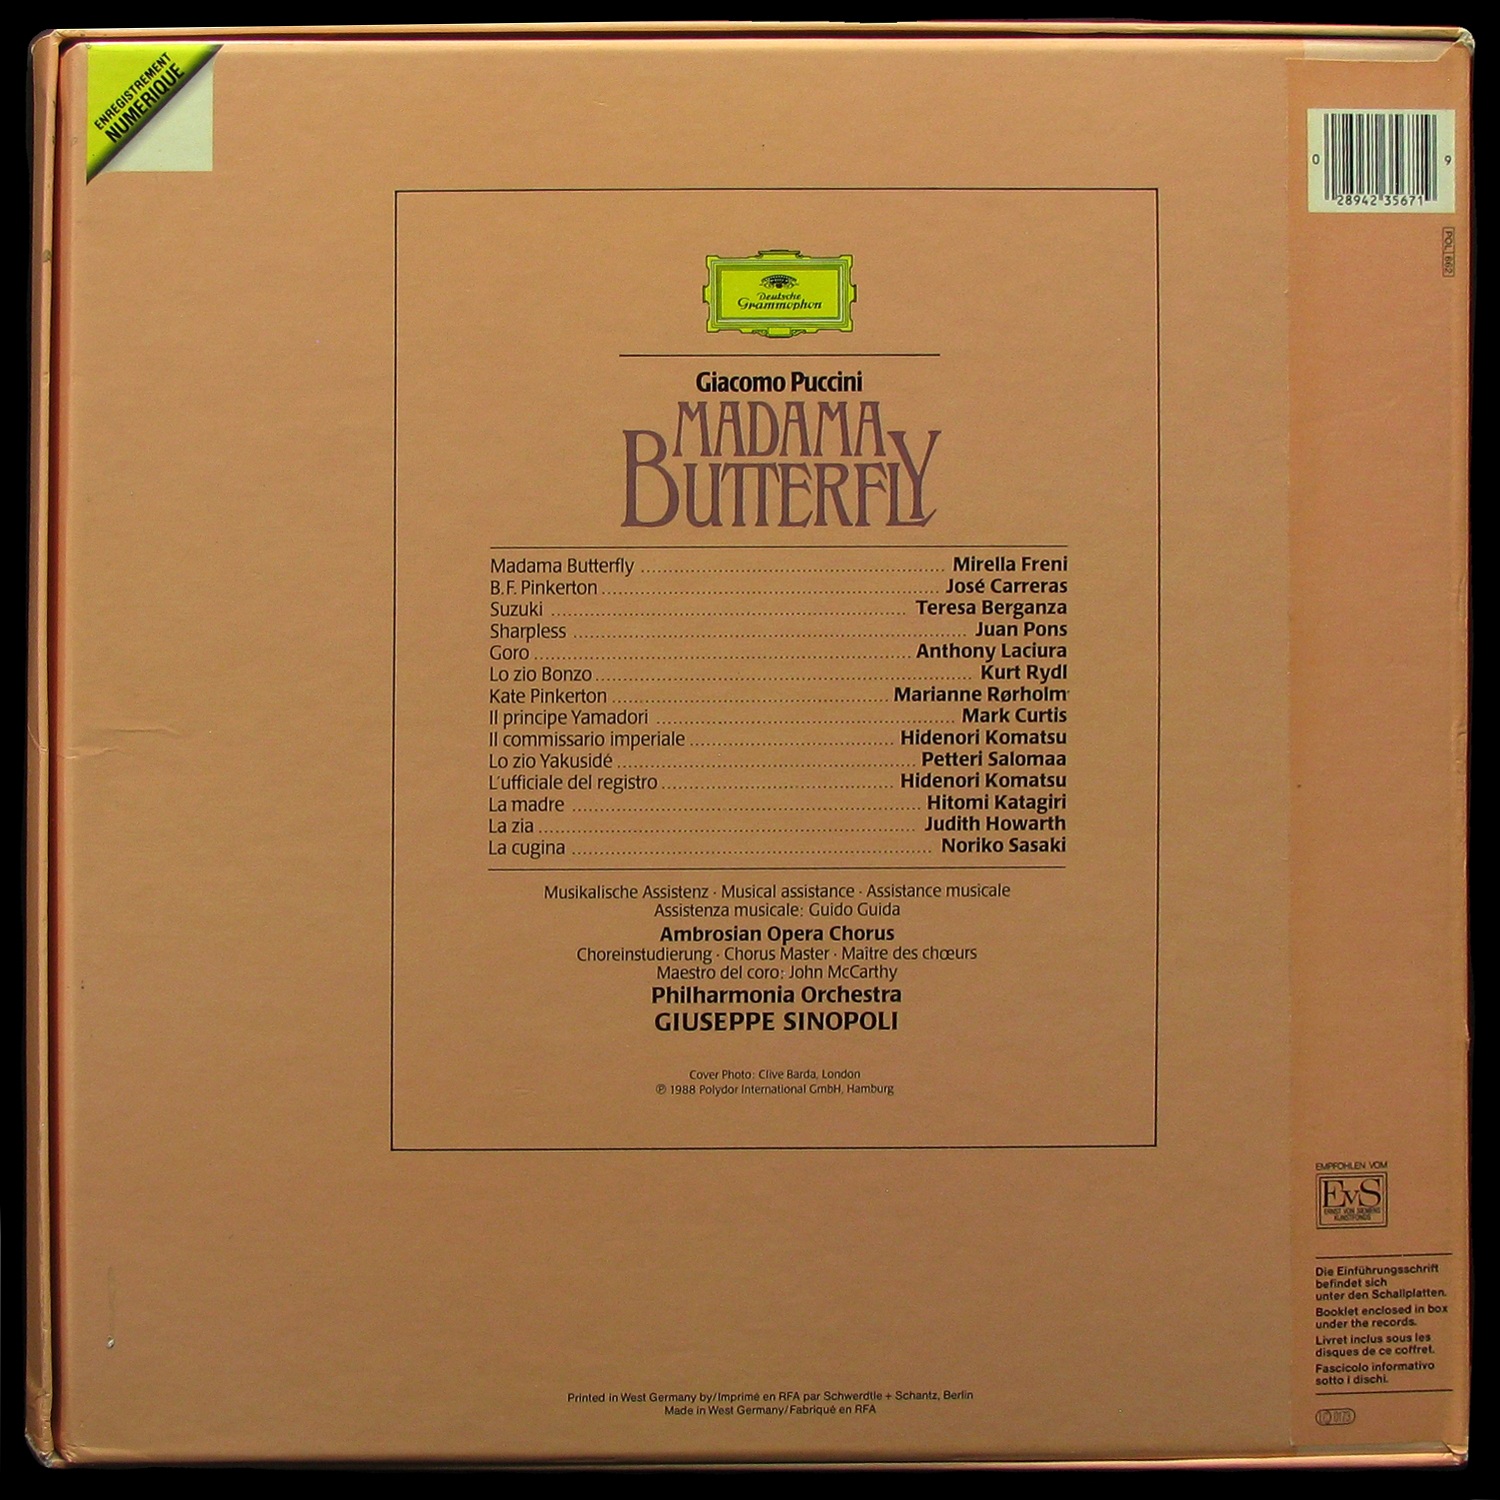 ENREGISTREMENT
NUMERIQUE
0 28942 35671 9
POL 662
Deutsche
Grammophon
Giacomo Puccini
MADAMA
BUTTERFLY
Madama Butterfly ........ Mirella Freni
B.F. Pinkerton ........ José Carreras
Suzuki ........ Teresa Berganza
Sharpless ........ Juan Pons
Goro ........ Anthony Laciura
Lo zio Bonzo ........ Kurt Rydl
Kate Pinkerton ........ Marianne Rørholm
Il principe Yamadori ........ Mark Curtis
Il commissario imperiale ........ Hidenori Komatsu
Lo zio Yakusidé ........ Petteri Salomaa
L'ufficiale del registro ........ Hidenori Komatsu
La madre ........ Hitomi Katagiri
La zia ........ Judith Howarth
La cugina ........ Noriko Sasaki
Musikalische Assistenz · Musical assistance · Assistance musicale
Assistenza musicale: Guido Guida
Ambrosian Opera Chorus
Choreinstudierung · Chorus Master · Maître des chœurs
Maestro del coro: John McCarthy
Philharmonia Orchestra
GIUSEPPE SINOPOLI
Cover Photo: Clive Barda, London
℗ 1988 Polydor International GmbH, Hamburg
EMPFOHLEN VOM
EvS
ERNST VON SIEMENS
KUNSTFONDS
Die Einführungsschrift
befindet sich
unter den Schallplatten.
Booklet enclosed in box
under the records.
Livret inclus sous les
disques de ce coffret.
Fascicolo informativo
sotto i dischi.
Printed in West Germany by/Imprimé en RFA par Schwerdtle + Schantz, Berlin
Made in West Germany/Fabriqué en RFA